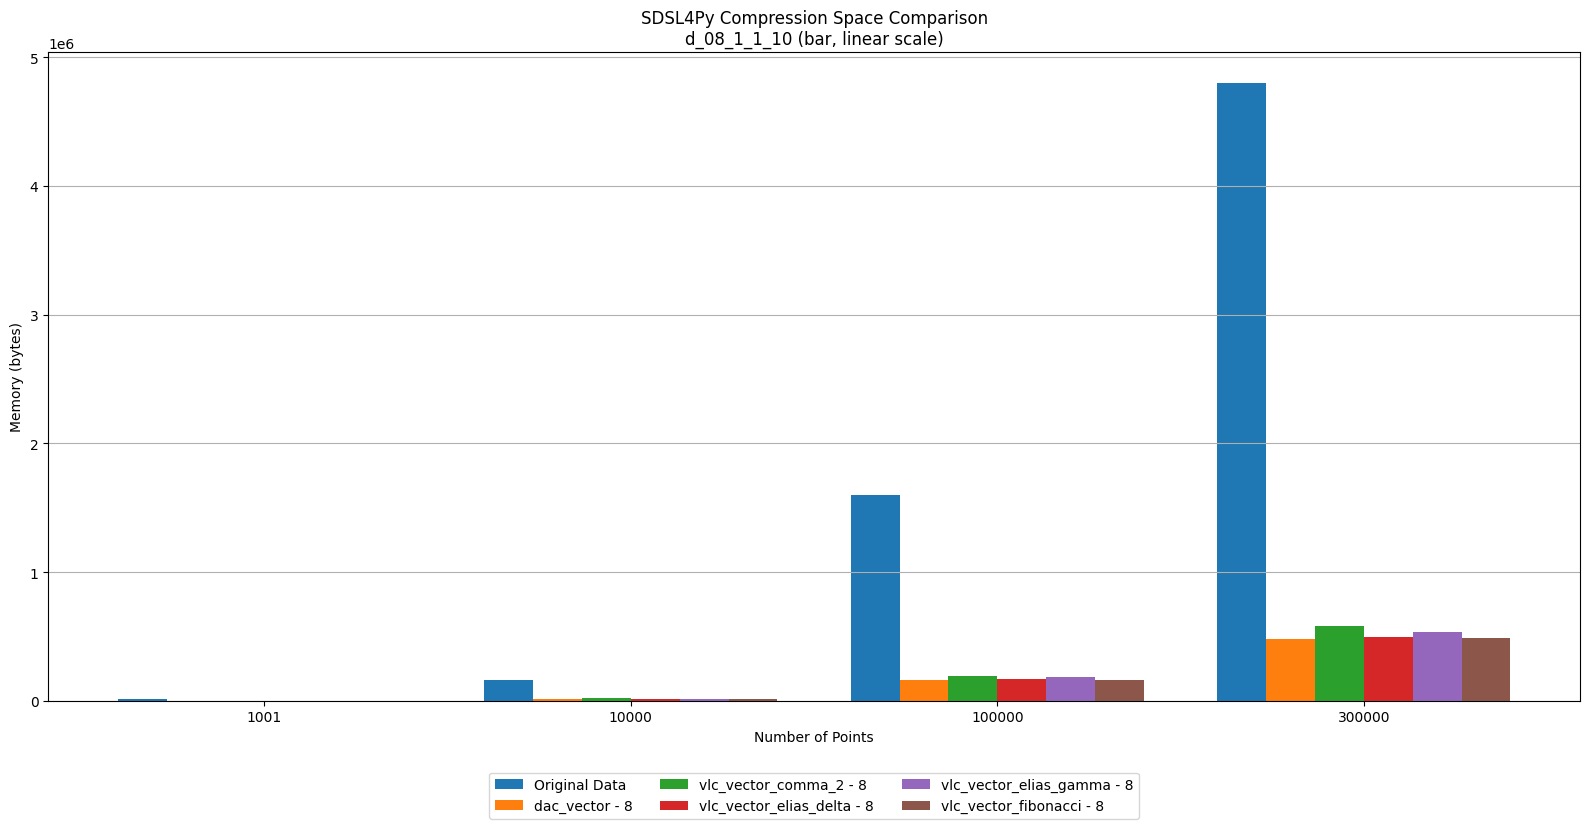 SDSL4Py Compression Space Comparison
d_08_1_1_10 (bar, linear scale)
1e6
5
4
3
2
1
0
Memory (bytes)
1001 10000 100000 300000
Number of Points
Original Data vlc_vector_comma_2 - 8 vlc_vector_elias_gamma - 8
dac_vector - 8 vlc_vector_elias_delta - 8 vlc_vector_fibonacci - 8